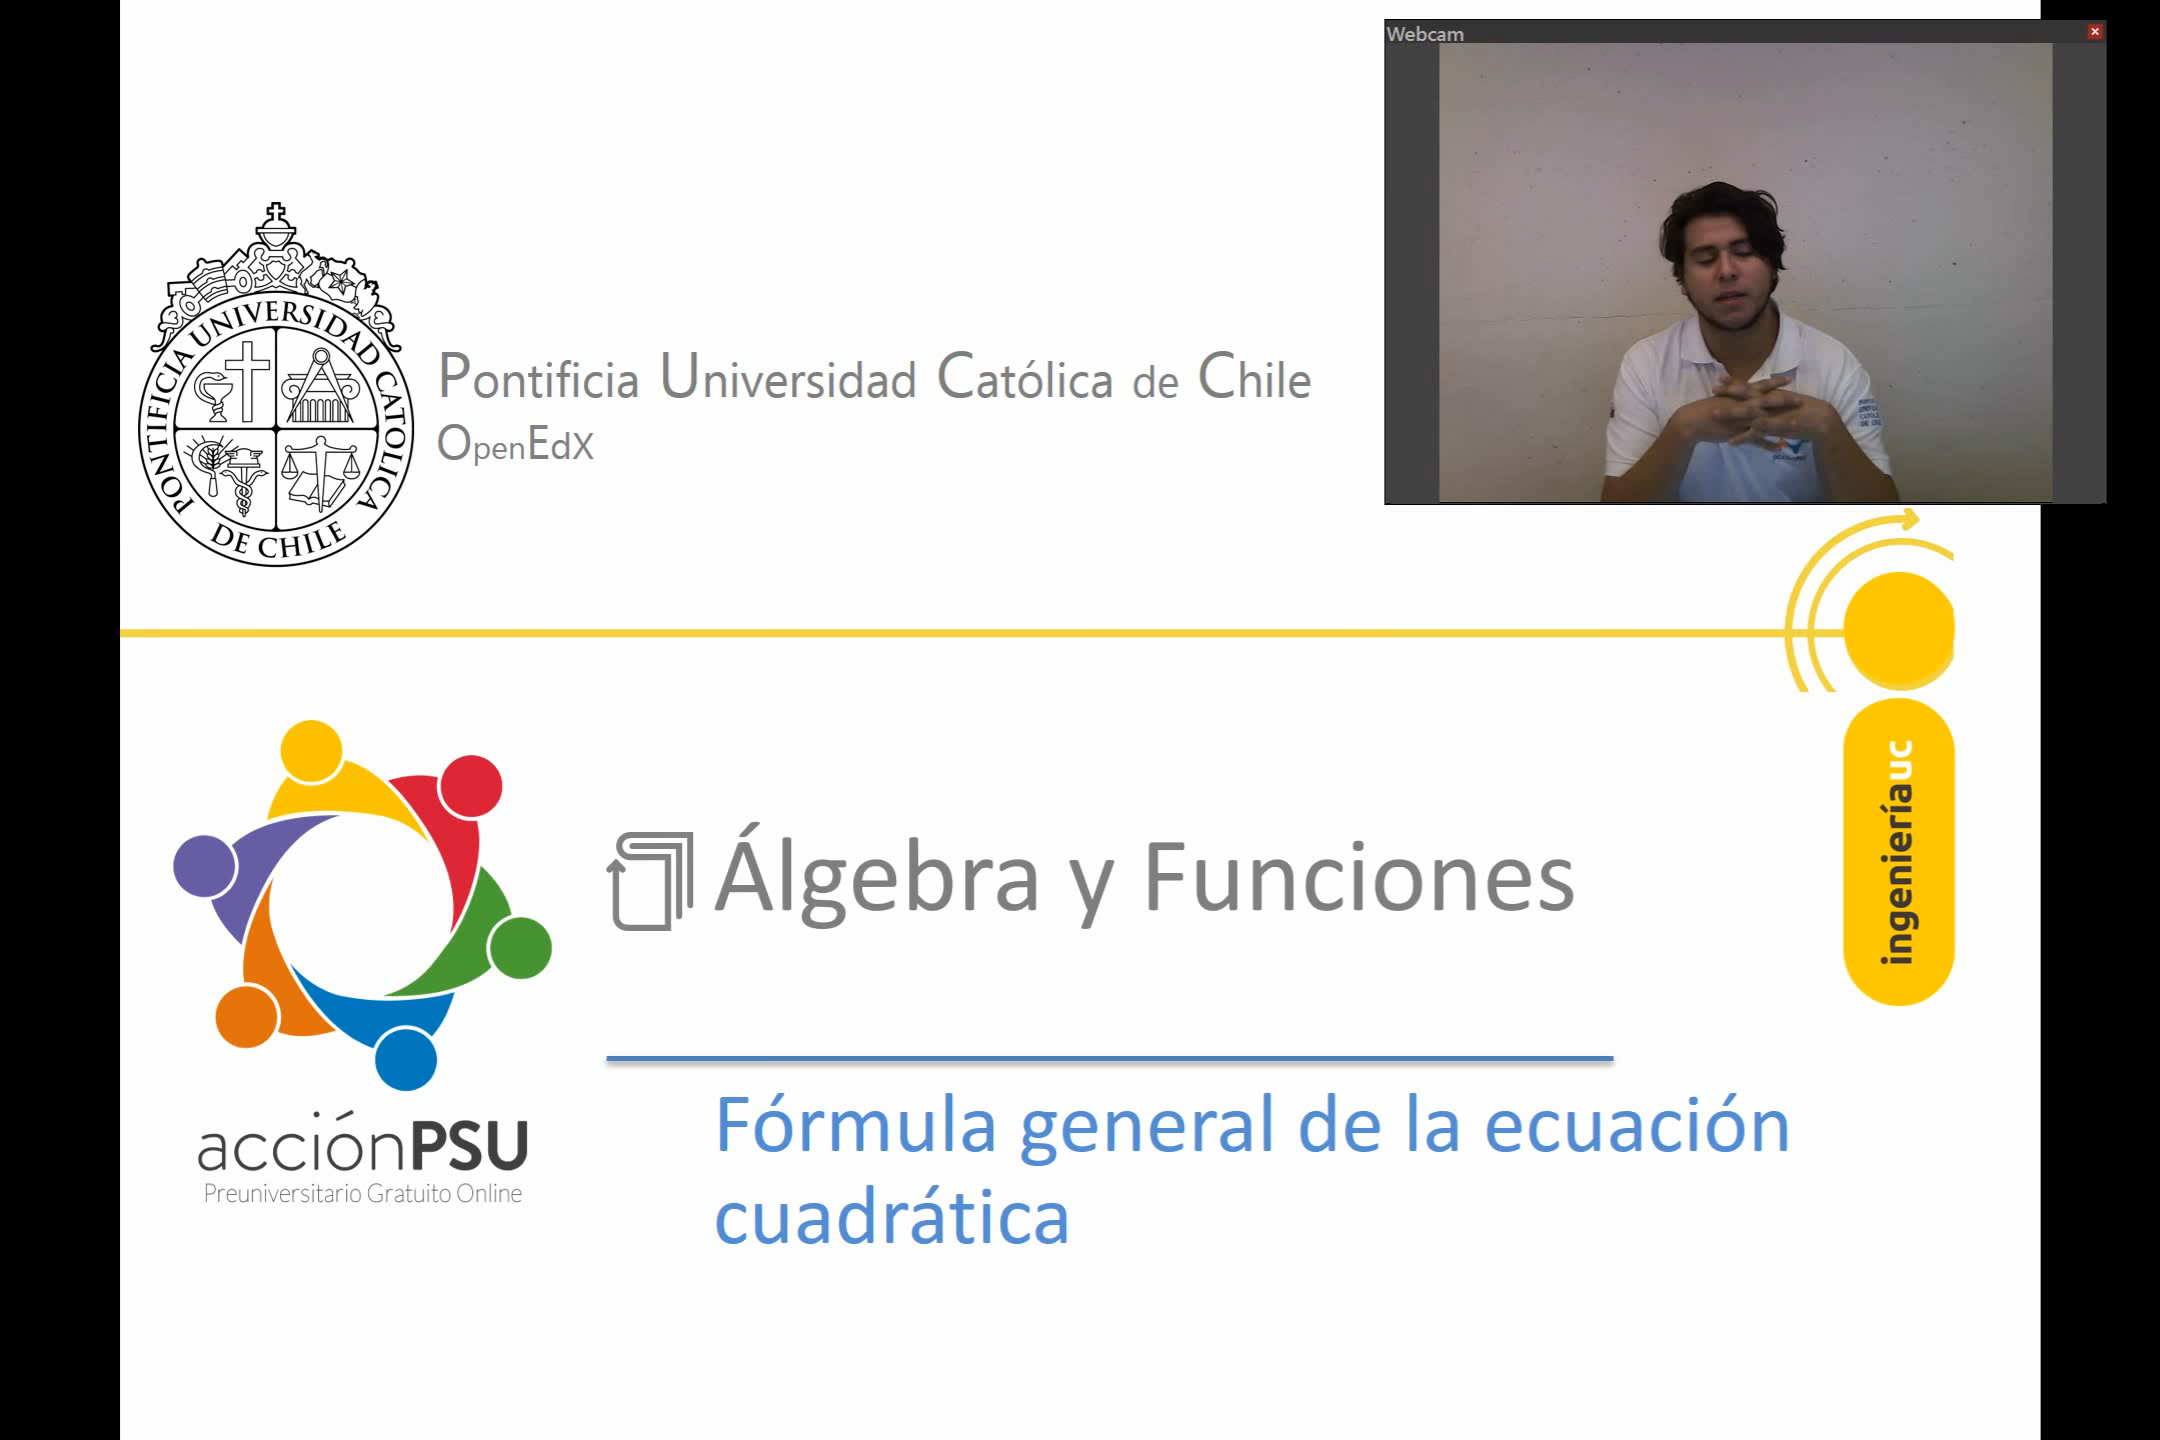 Webcam
PONTIFICIA UNIVERSIDAD CATOLICA
DE CHILE
Pontificia Universidad Católica de Chile
OpenEdX
ingenieríauc
Álgebra y Funciones
acciónPSU
Preuniversitario Gratuito Online
Fórmula general de la ecuación
cuadrática